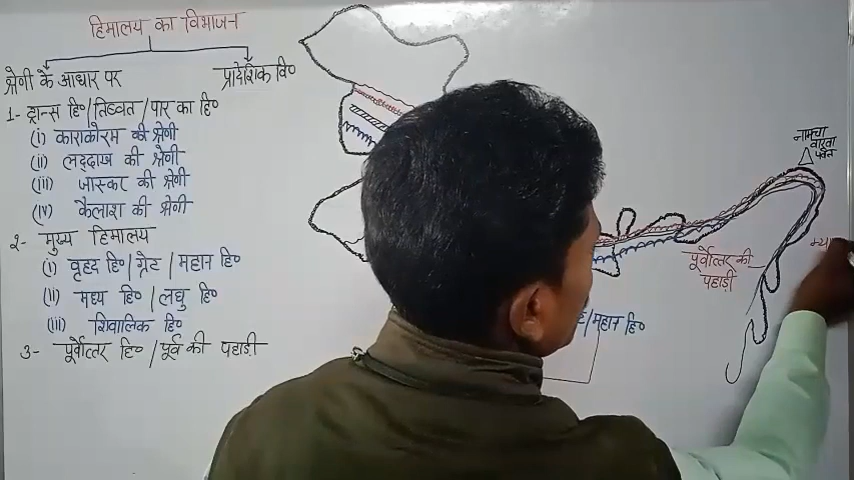 हिमालय का विभाजन
श्रेणी के आधार पर
प्रादेशिक वि०
1- ट्रान्स हि०/तिब्बत/पार का हि०
(i) काराकोरम की श्रेणी
(ii) लद्दाख की श्रेणी
(iii) जास्कर की श्रेणी
(iv) कैलाश की श्रेणी
2- मुख्य हिमालय
(i) वृहद हि०/ग्रेट/महान हि०
(ii) मध्य हि०/लघु हि०
(iii) शिवालिक हि०
3- पूर्वोत्तर हि०/पूर्व की पहाड़ी
नामचा
बारवा
पर्वत
पूर्वोत्तर की
पहाड़ी
/महान हि०
म्या